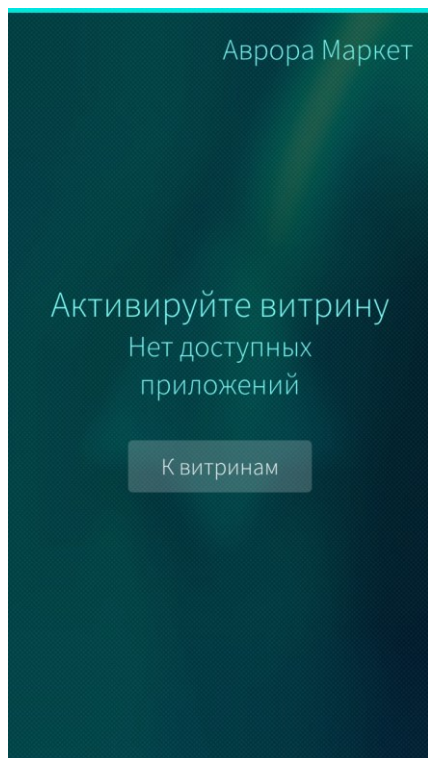 Аврора Маркет
Активируйте витрину
Нет доступных
приложений
К витринам